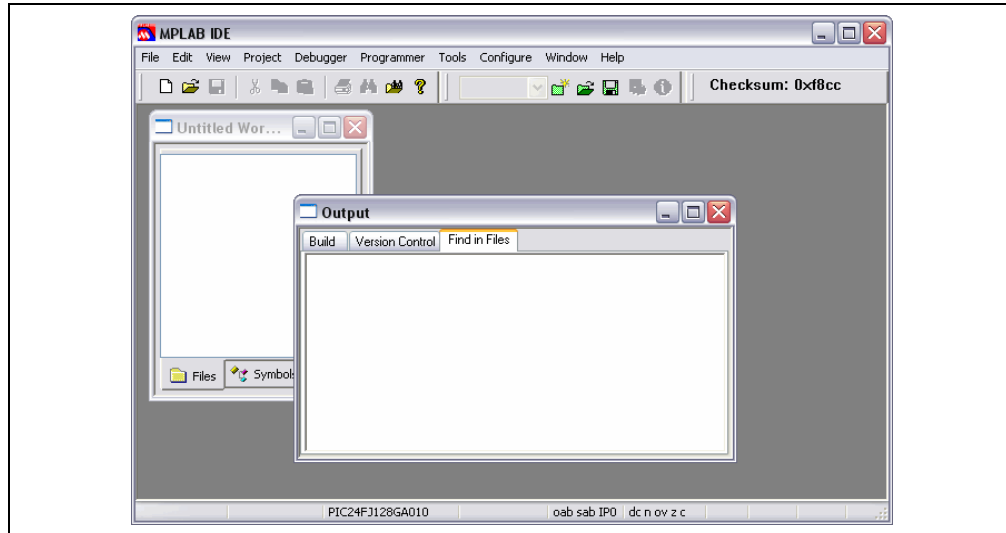 MPLAB IDE
File Edit View Project Debugger Programmer Tools Configure Window Help
Checksum: 0xf8cc
Untitled Wor...
Output
Build Version Control Find in Files
Files Symbols
PIC24FJ128GA010 oab sab IP0 dc n ov z c